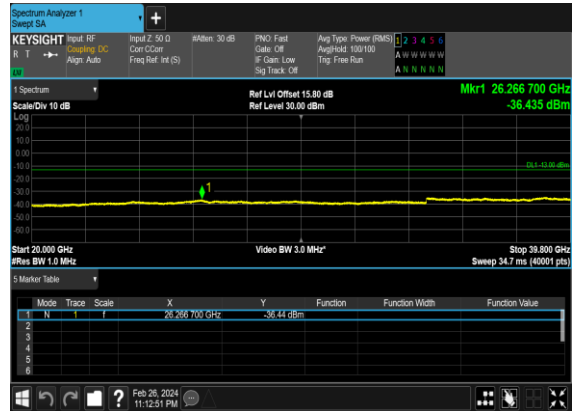 Spectrum Analyzer 1
Swept SA
+
KEYSIGHT Input: RF Input Z: 50 Ω #Atten: 30 dB PNO: Fast Avg Type: Power (RMS) 1 2 3 4 5 6
R T Coupling: DC Corr CCorr Gate: Off Avg|Hold: 100/100 A W W W W W
Align: Auto Freq Ref: Int (S) IF Gain: Low Trig: Free Run
LW Sig Track: Off A N N N N N
1 Spectrum Ref Lvl Offset 15.80 dB Mkr1 26.266 700 GHz
Scale/Div 10 dB Ref Level 30.00 dBm -36.435 dBm
Log
20.0
10.0
0.00
-10.0 DL1 -13.00 dBm
-20.0
-30.0 1
-40.0
-50.0
-60.0
Start 20.000 GHz Video BW 3.0 MHz* Stop 39.800 GHz
#Res BW 1.0 MHz Sweep 34.7 ms (40001 pts)
5 Marker Table
Mode Trace Scale X Y Function Function Width Function Value
1 N 1 f 26.266 700 GHz -36.44 dBm
2
3
4
5
6
? Feb 26, 2024
11:12:51 PM